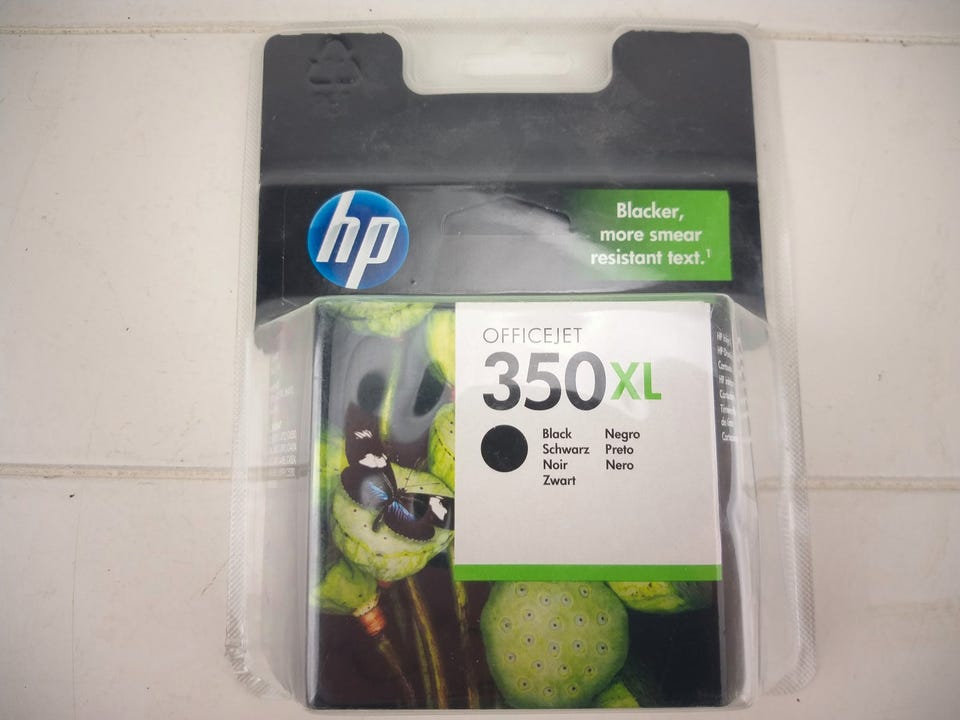 hp
Blacker,
more smear
resistant text.¹
OFFICEJET
350XL
Black Negro
Schwarz Preto
Noir Nero
Zwart